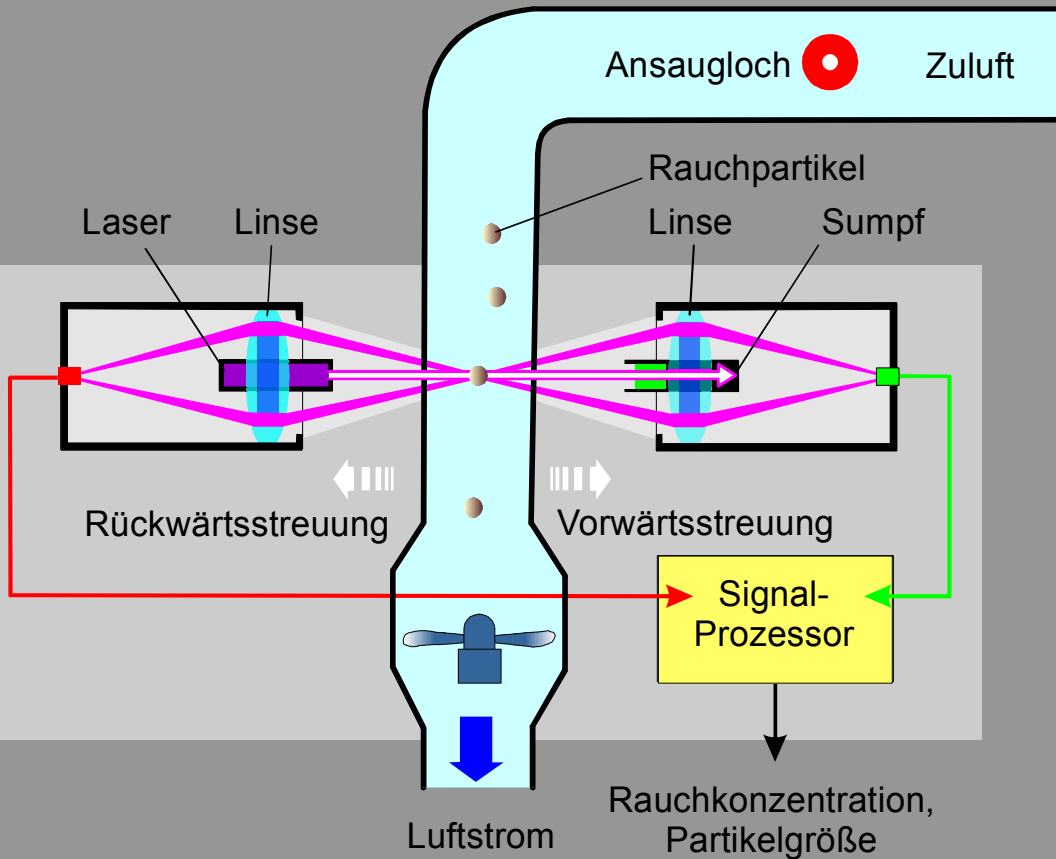 Ansaugloch
Zuluft
Rauchpartikel
Laser
Linse
Linse
Sumpf
Rückwärtsstreuung
Vorwärtsstreuung
Signal-
Prozessor
Luftstrom
Rauchkonzentration,
Partikelgröße